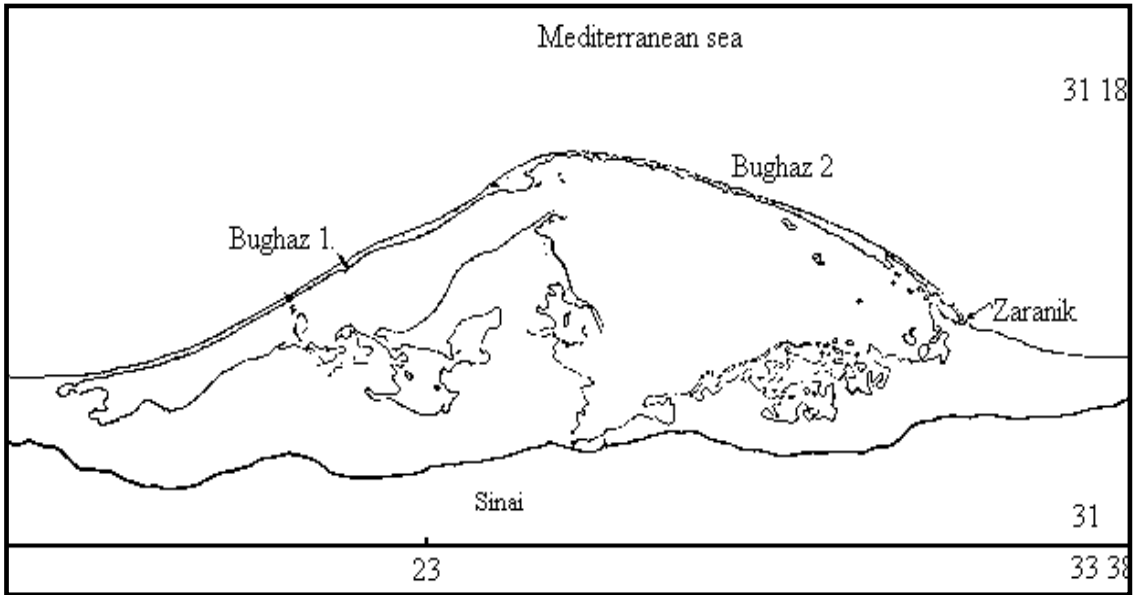 Mediterranean sea
31 18
Bughaz 2
Bughaz 1.
Zaranik
Sinai
31
23
33 38